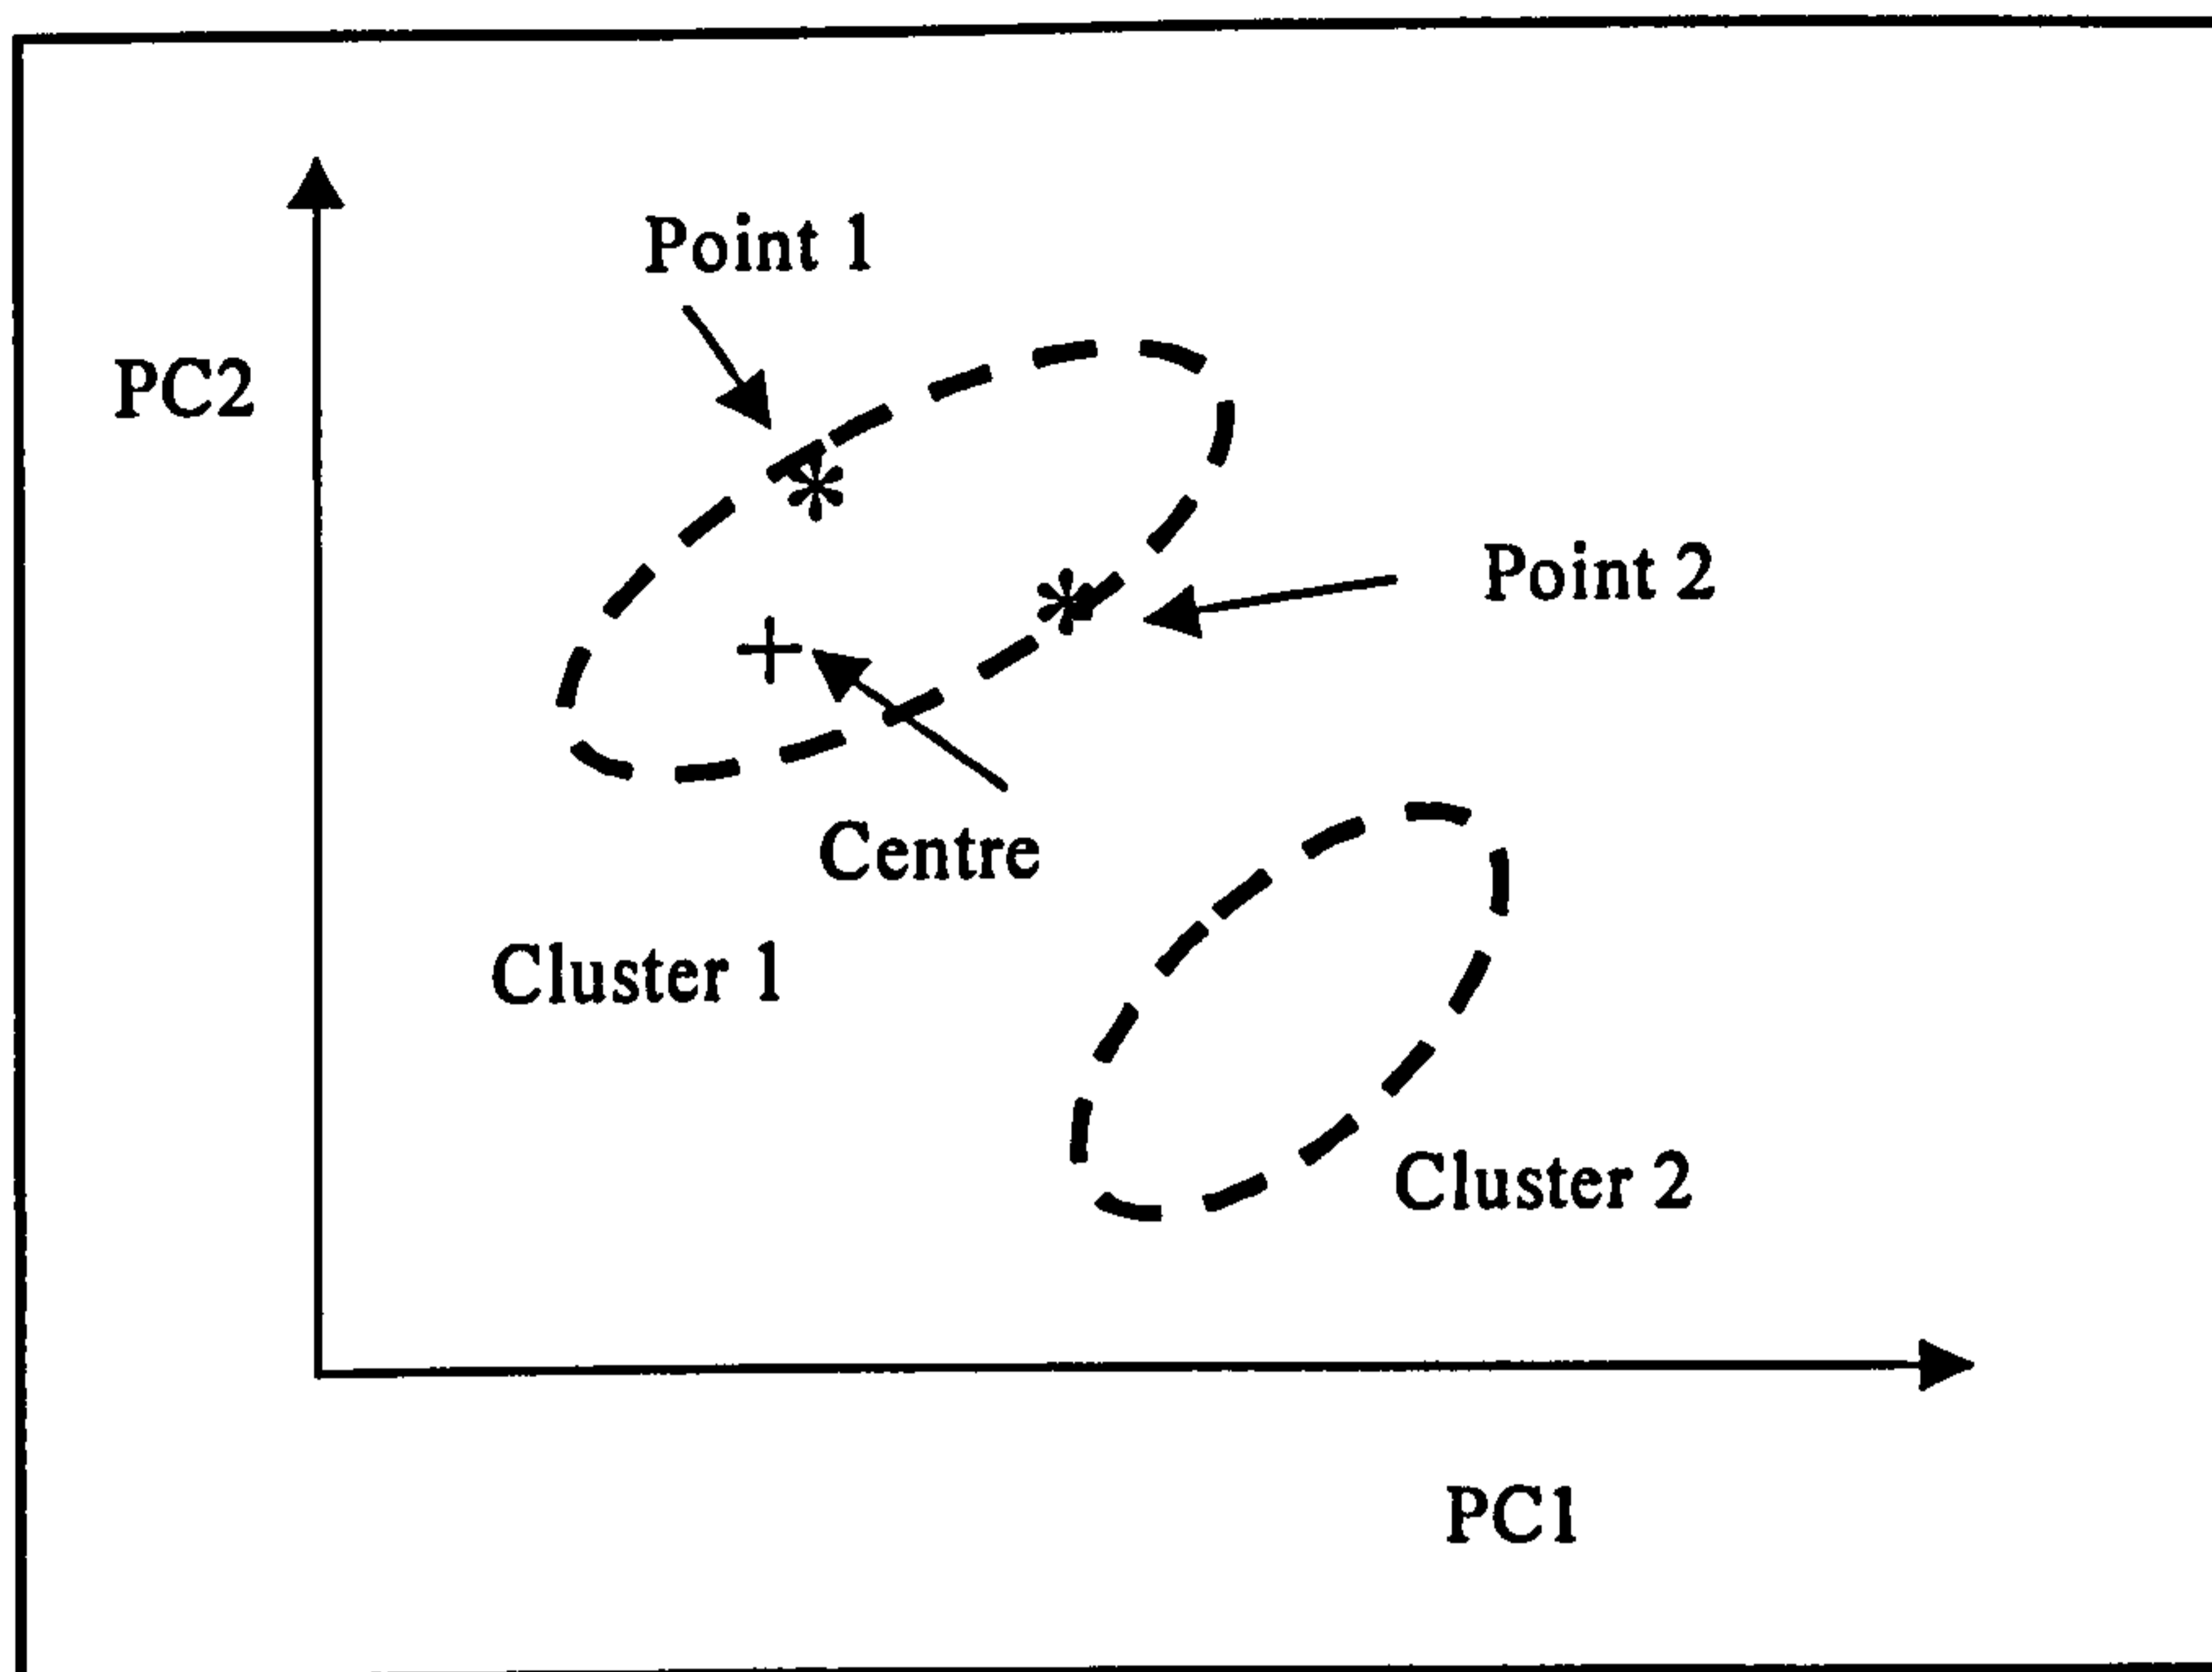 Point 1
PC2
Point 2
Centre
Cluster 1
Cluster 2
PC1